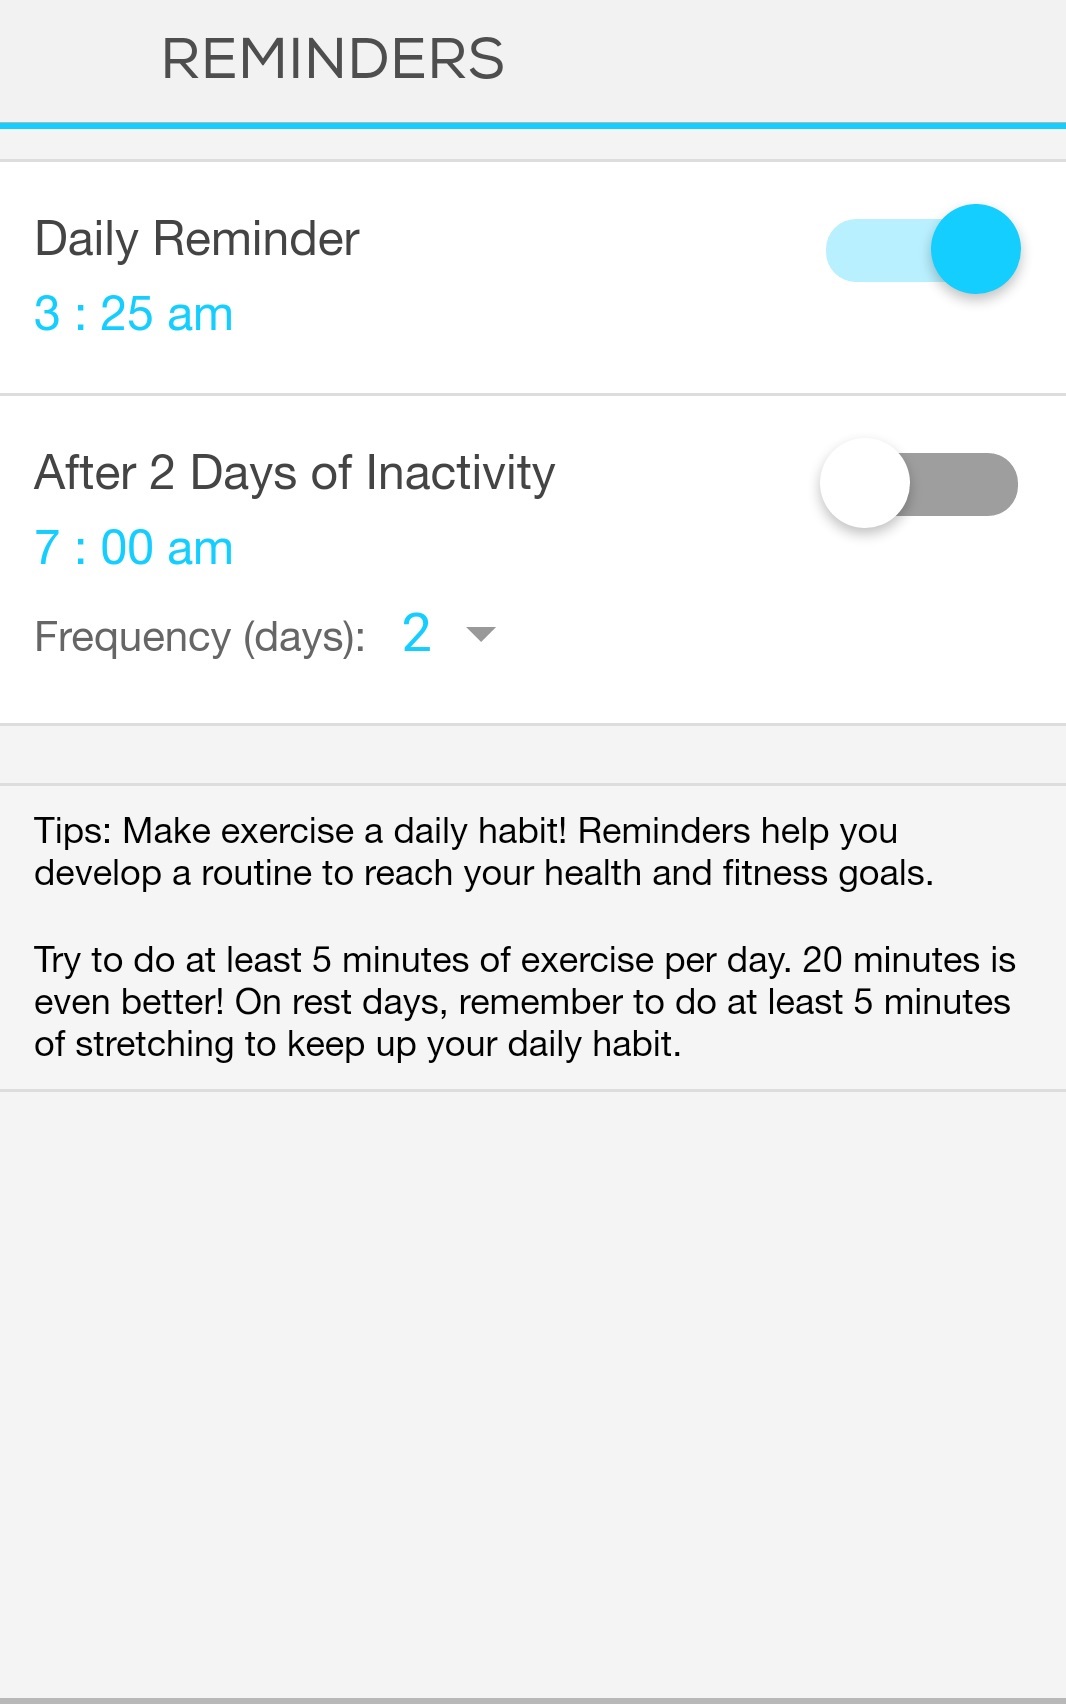 REMINDERS
Daily Reminder
3 : 25 am
After 2 Days of Inactivity
7 : 00 am
Frequency (days): 2
Tips: Make exercise a daily habit! Reminders help you
develop a routine to reach your health and fitness goals.
Try to do at least 5 minutes of exercise per day. 20 minutes is
even better! On rest days, remember to do at least 5 minutes
of stretching to keep up your daily habit.